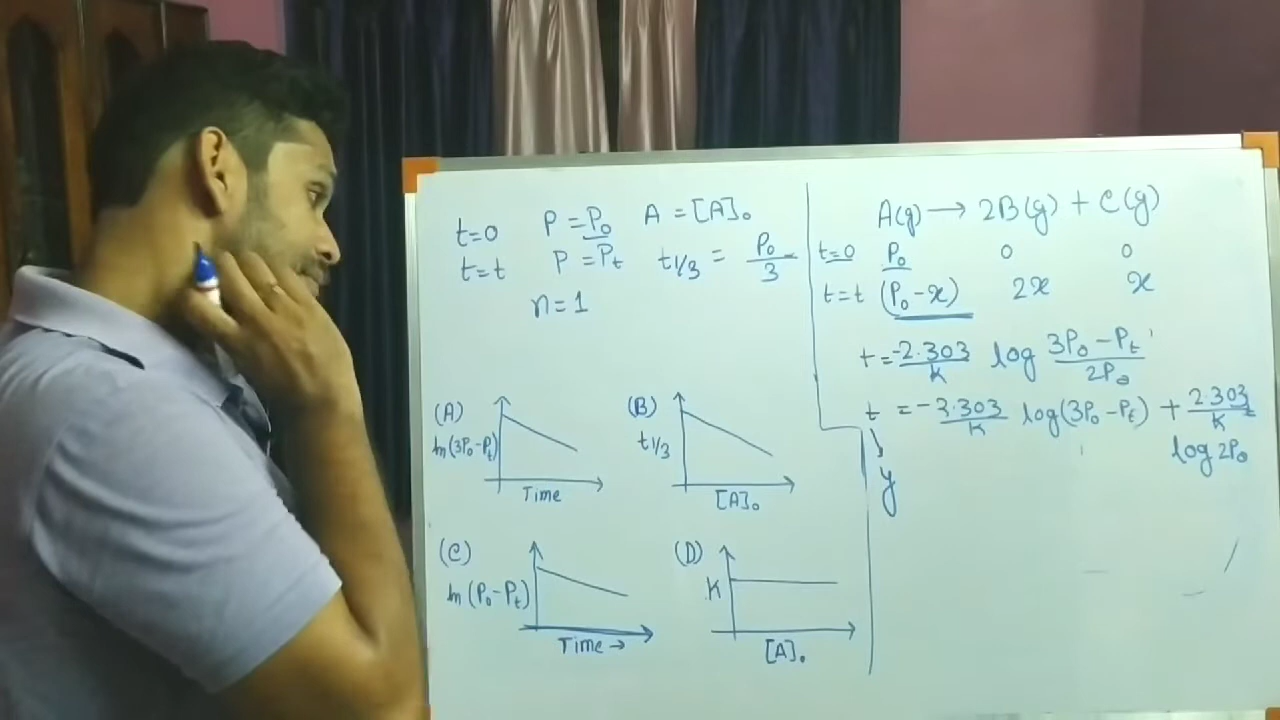 t=0 P=P₀ A=[A]₀
t=t P=Pₜ t1/3 = P₀/3
n=1
(A)
ln(3P₀-Pₜ)
Time
(B)
t1/3
[A]₀
(C)
ln(P₀-Pₜ)
Time →
(D)
K
[A]₀
A(g) → 2B(g) + C(g)
t=0 P₀ 0 0
t=t (P₀-x) 2x x
t = -2.303/K log (3P₀-Pₜ)/2P₀
t = -3.303/K log(3P₀-Pₜ) + 2.303/K
log 2P₀
y